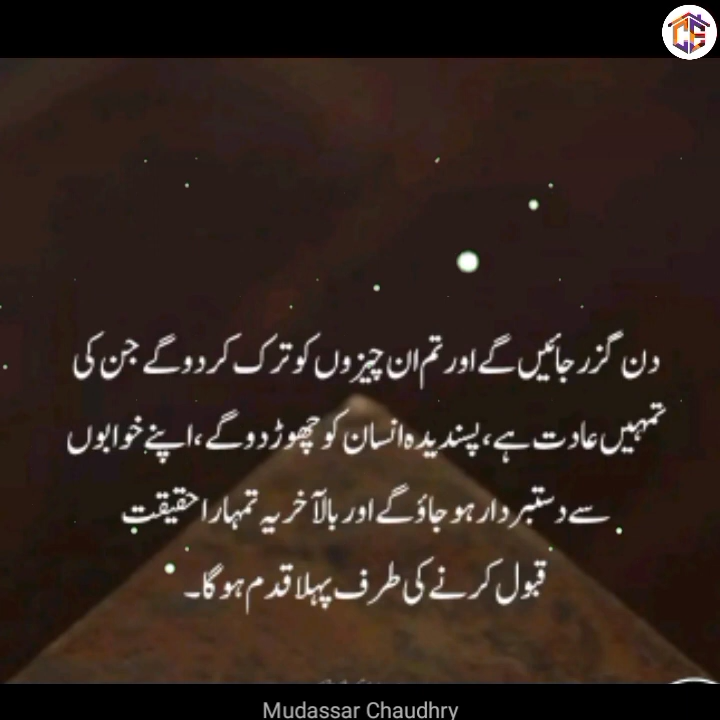 دن گزر جائیں گے اور تم ان چیزوں کو ترک کر دو گے جن کی
تمہیں عادت ہے، پسندیدہ انسان کو چھوڑ دو گے، اپنے خوابوں
سے دستبردار ہو جاؤ گے اور بالآخر یہ تمہارا حقیقت
قبول کرنے کی طرف پہلا قدم ہو گا۔
Mudassar Chaudhry